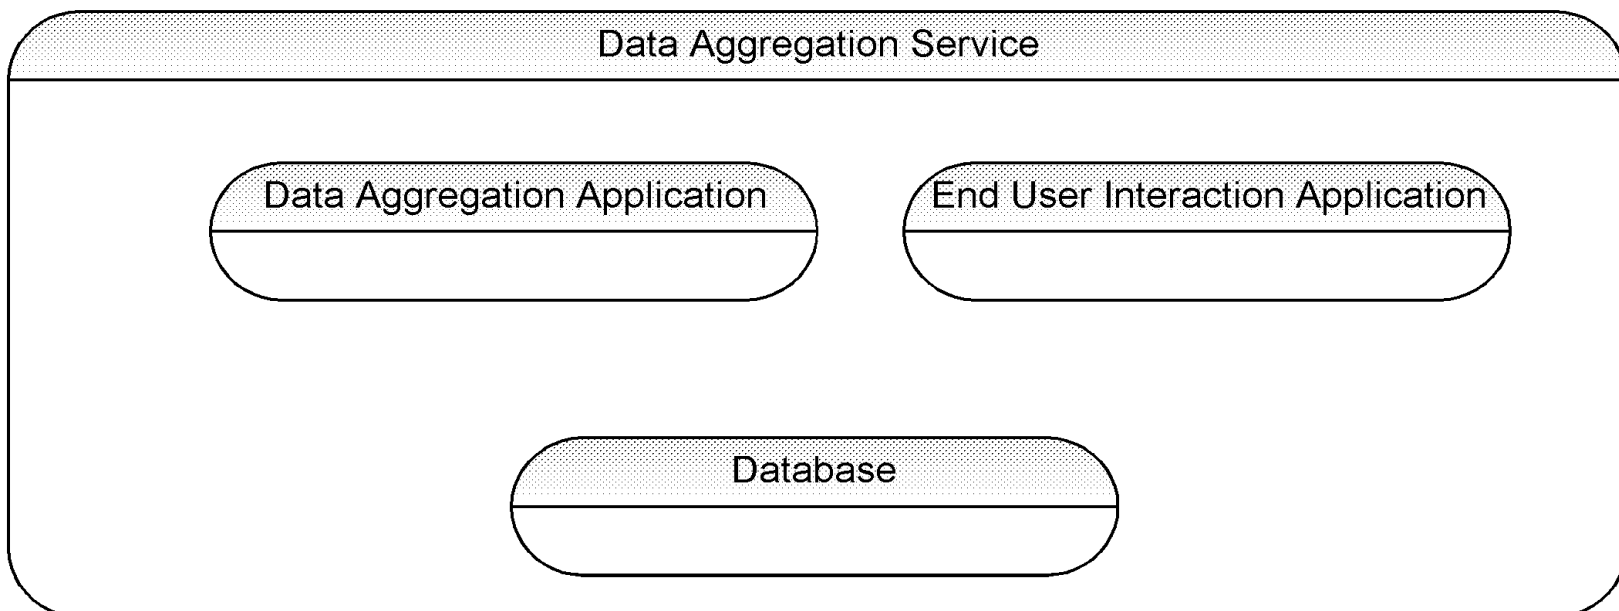 Data Aggregation Service
Data Aggregation Application
End User Interaction Application
Database